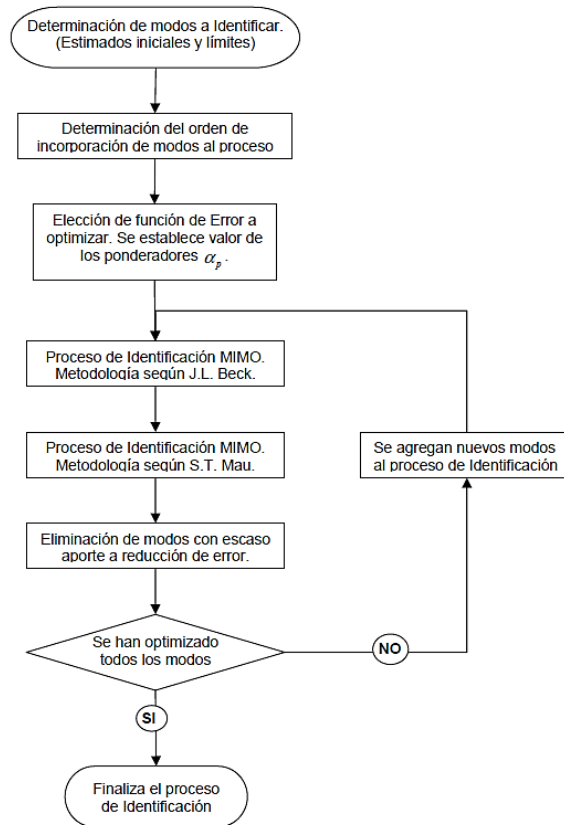 Determinación de modos a Identificar.
(Estimados iniciales y límites)
Determinación del orden de
incorporación de modos al proceso
Elección de función de Error a
optimizar. Se establece valor de
los ponderadores αp.
Proceso de Identificación MIMO.
Metodología según J.L. Beck.
Proceso de Identificación MIMO.
Metodología según S.T. Mau.
Se agregan nuevos modos
al proceso de Identificación
Eliminación de modos con escaso
aporte a reducción de error.
Se han optimizado
todos los modos
NO
SI
Finaliza el proceso
de Identificación